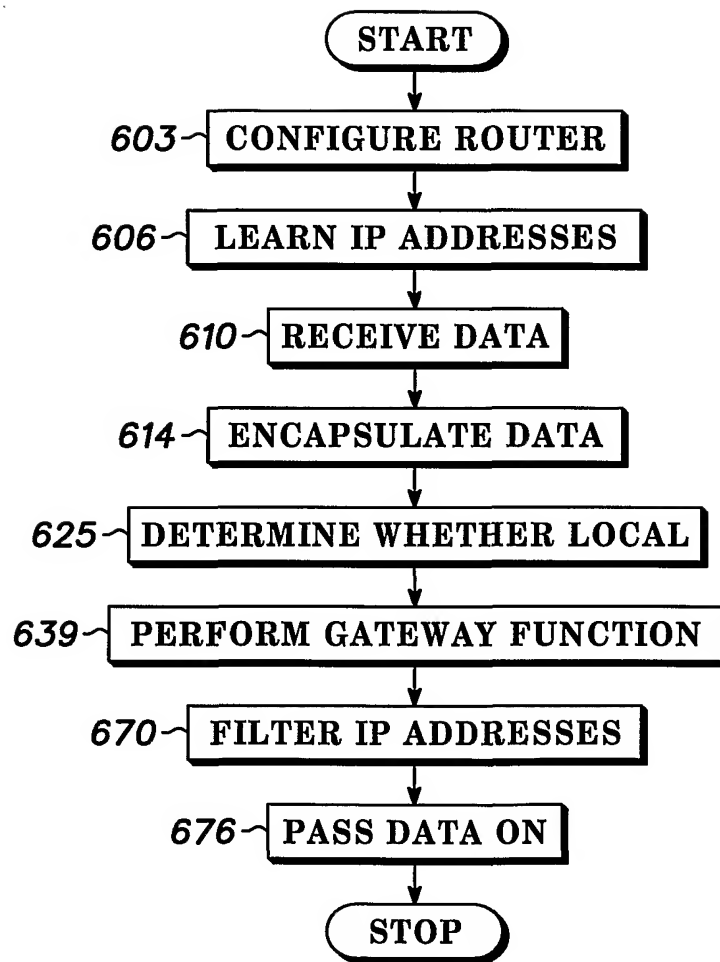 START
603 CONFIGURE ROUTER
606 LEARN IP ADDRESSES
610 RECEIVE DATA
614 ENCAPSULATE DATA
625 DETERMINE WHETHER LOCAL
639 PERFORM GATEWAY FUNCTION
670 FILTER IP ADDRESSES
676 PASS DATA ON
STOP